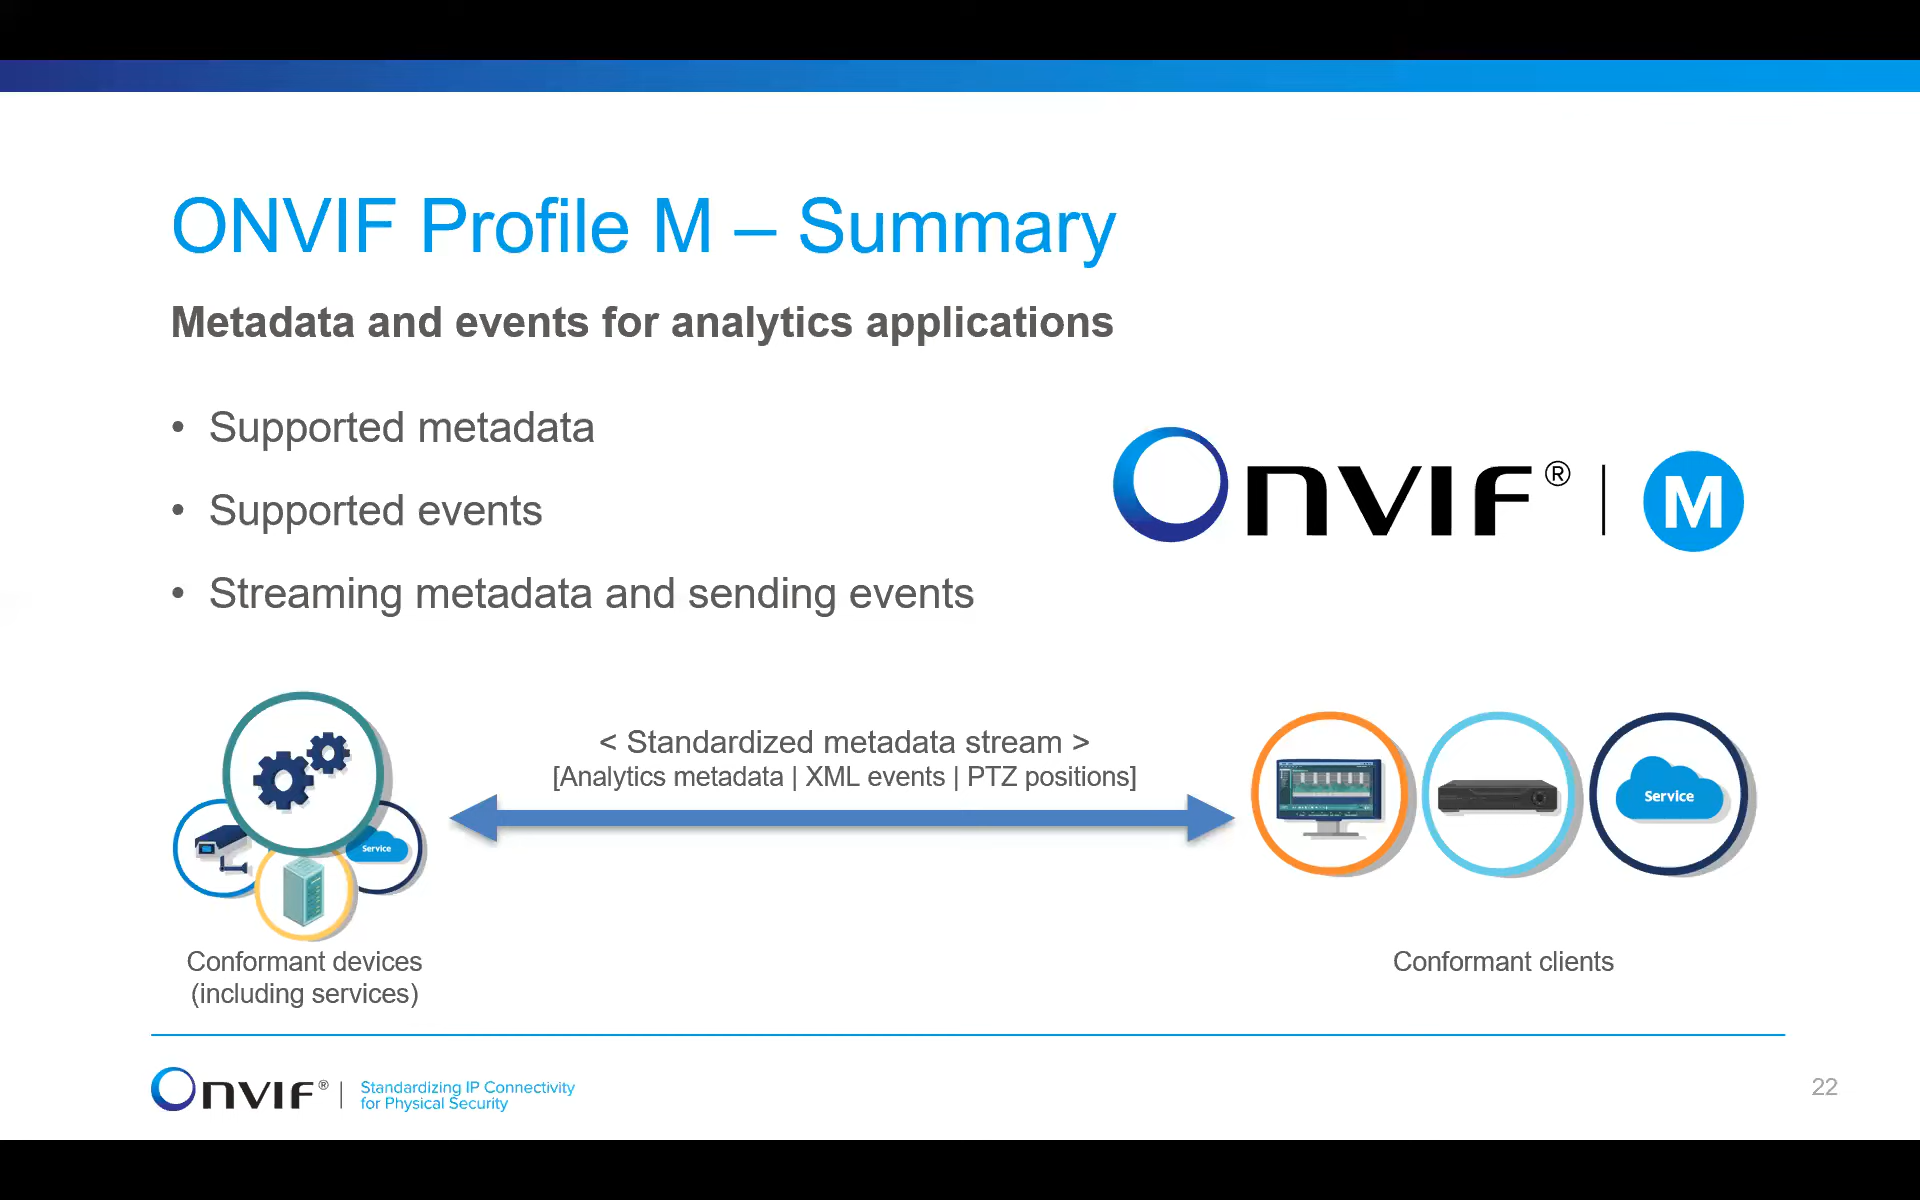 ONVIF Profile M – Summary
Metadata and events for analytics applications
• Supported metadata
• Supported events
• Streaming metadata and sending events
ONVIF® | M
< Standardized metadata stream >
[Analytics metadata | XML events | PTZ positions]
Service
Service
Conformant devices
(including services)
Conformant clients
ONVIF® | Standardizing IP Connectivity
for Physical Security
22